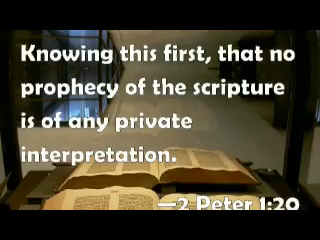 Knowing this first, that no
prophecy of the scripture
is of any private
interpretation.
—2 Peter 1:20